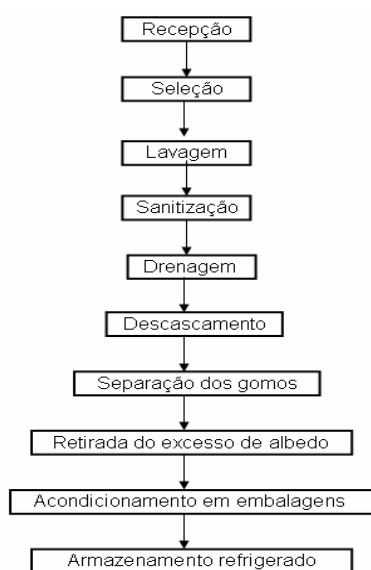 Recepção
Seleção
Lavagem
Sanitização
Drenagem
Descascamento
Separação dos gomos
Retirada do excesso de albedo
Acondicionamento em embalagens
Armazenamento refrigerado